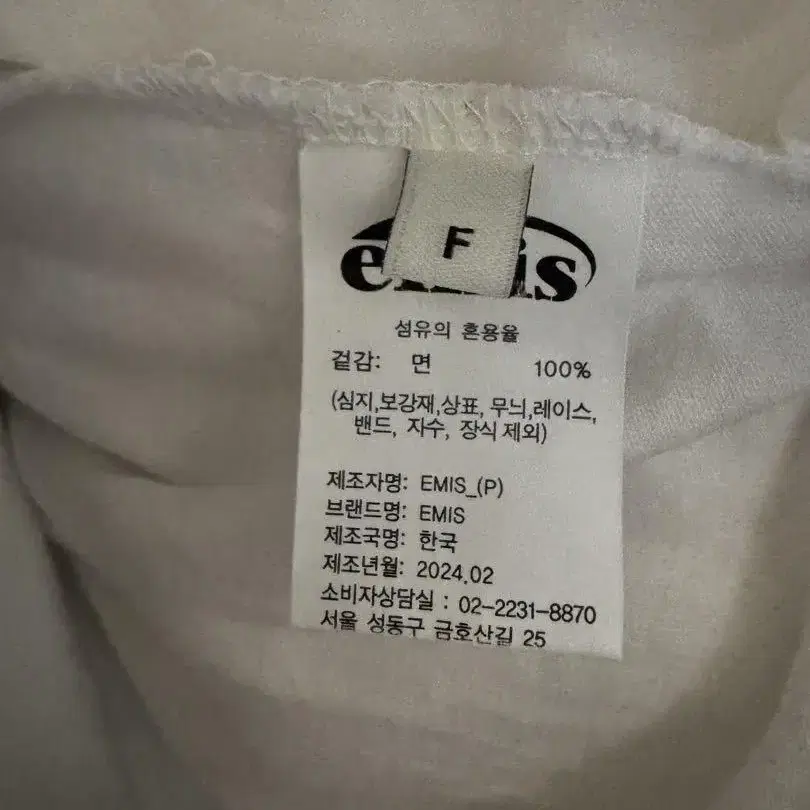 F
emis
섬유의 혼용율
겉감: 면 100%
(심지,보강재,상표, 무늬,레이스,
밴드, 자수, 장식 제외)
제조자명: EMIS_(P)
브랜드명: EMIS
제조국명: 한국
제조년월: 2024.02
소비자상담실 : 02-2231-8870
서울 성동구 금호산길 25